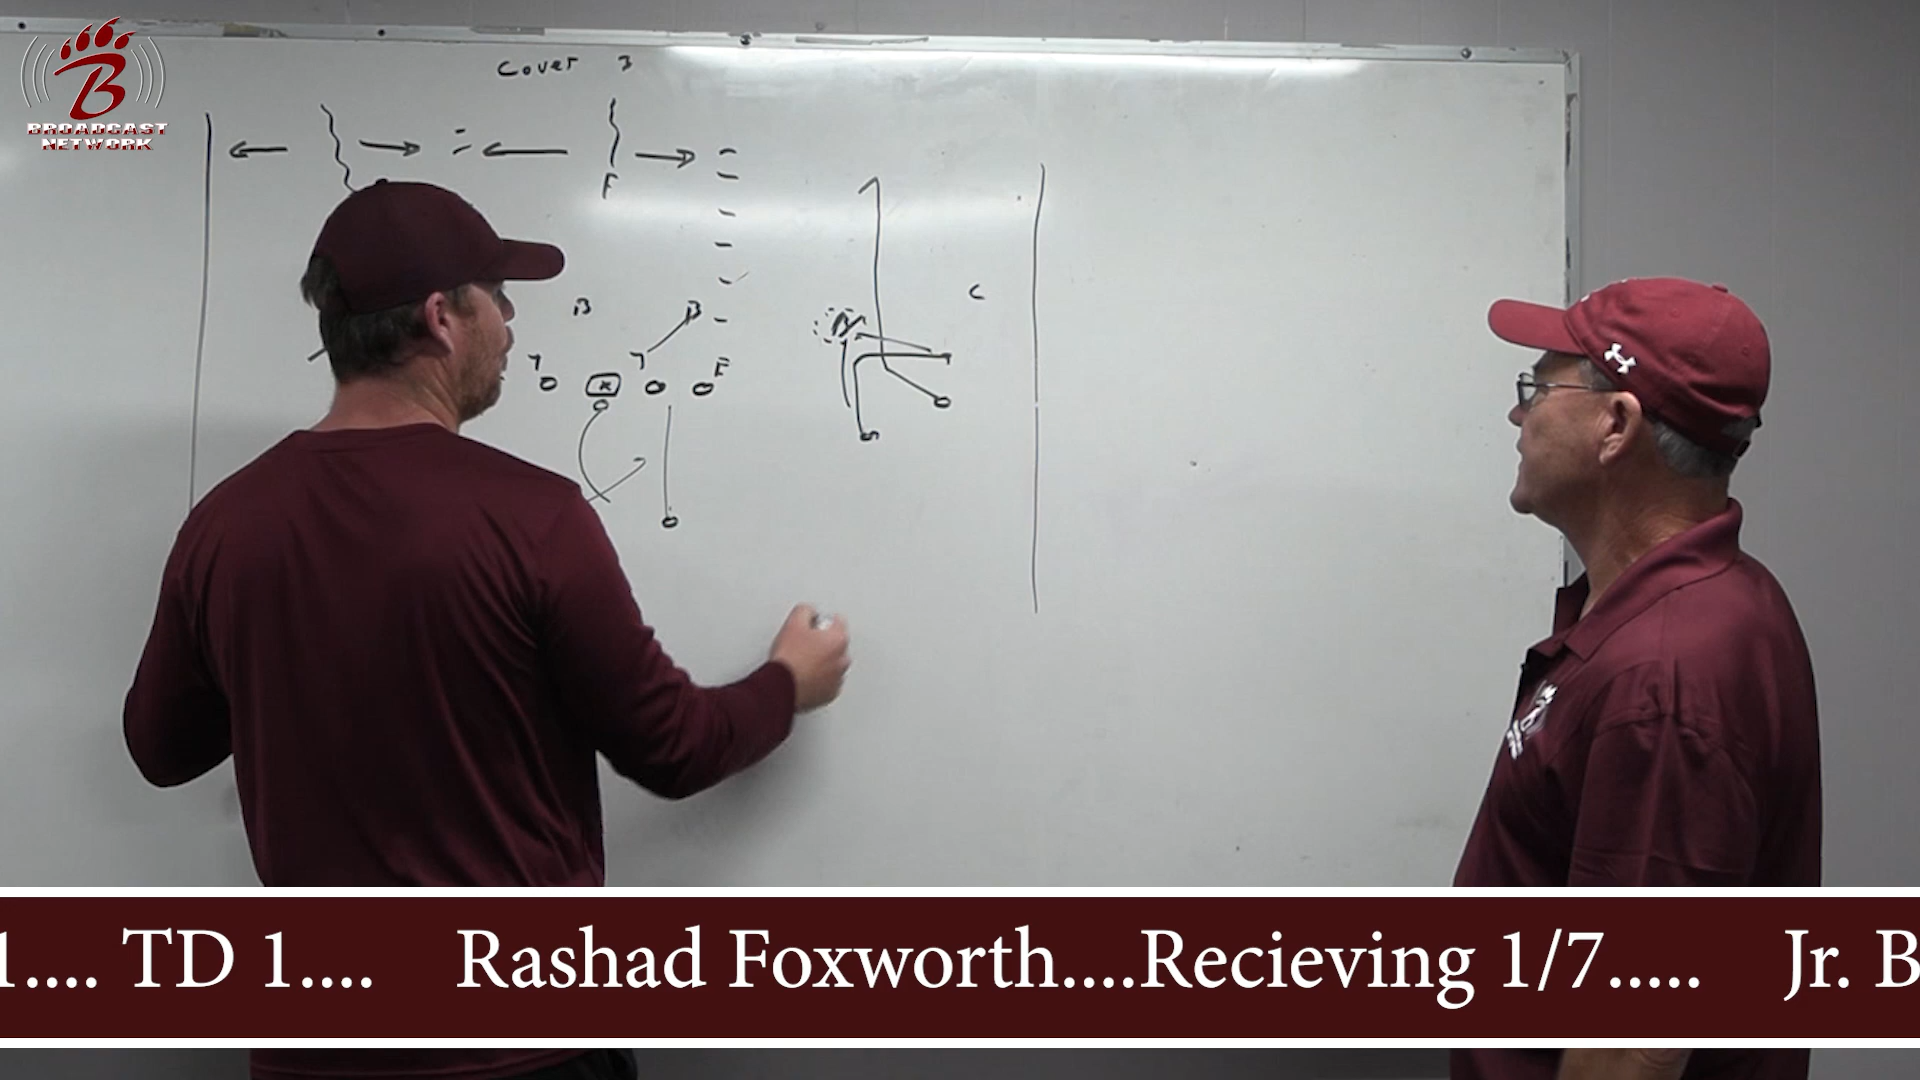 B
BROADCAST
NETWORK
Cover 3
F
B
B
T
T
F
C
1.... TD 1.... Rashad Foxworth....Recieving 1/7..... Jr. B